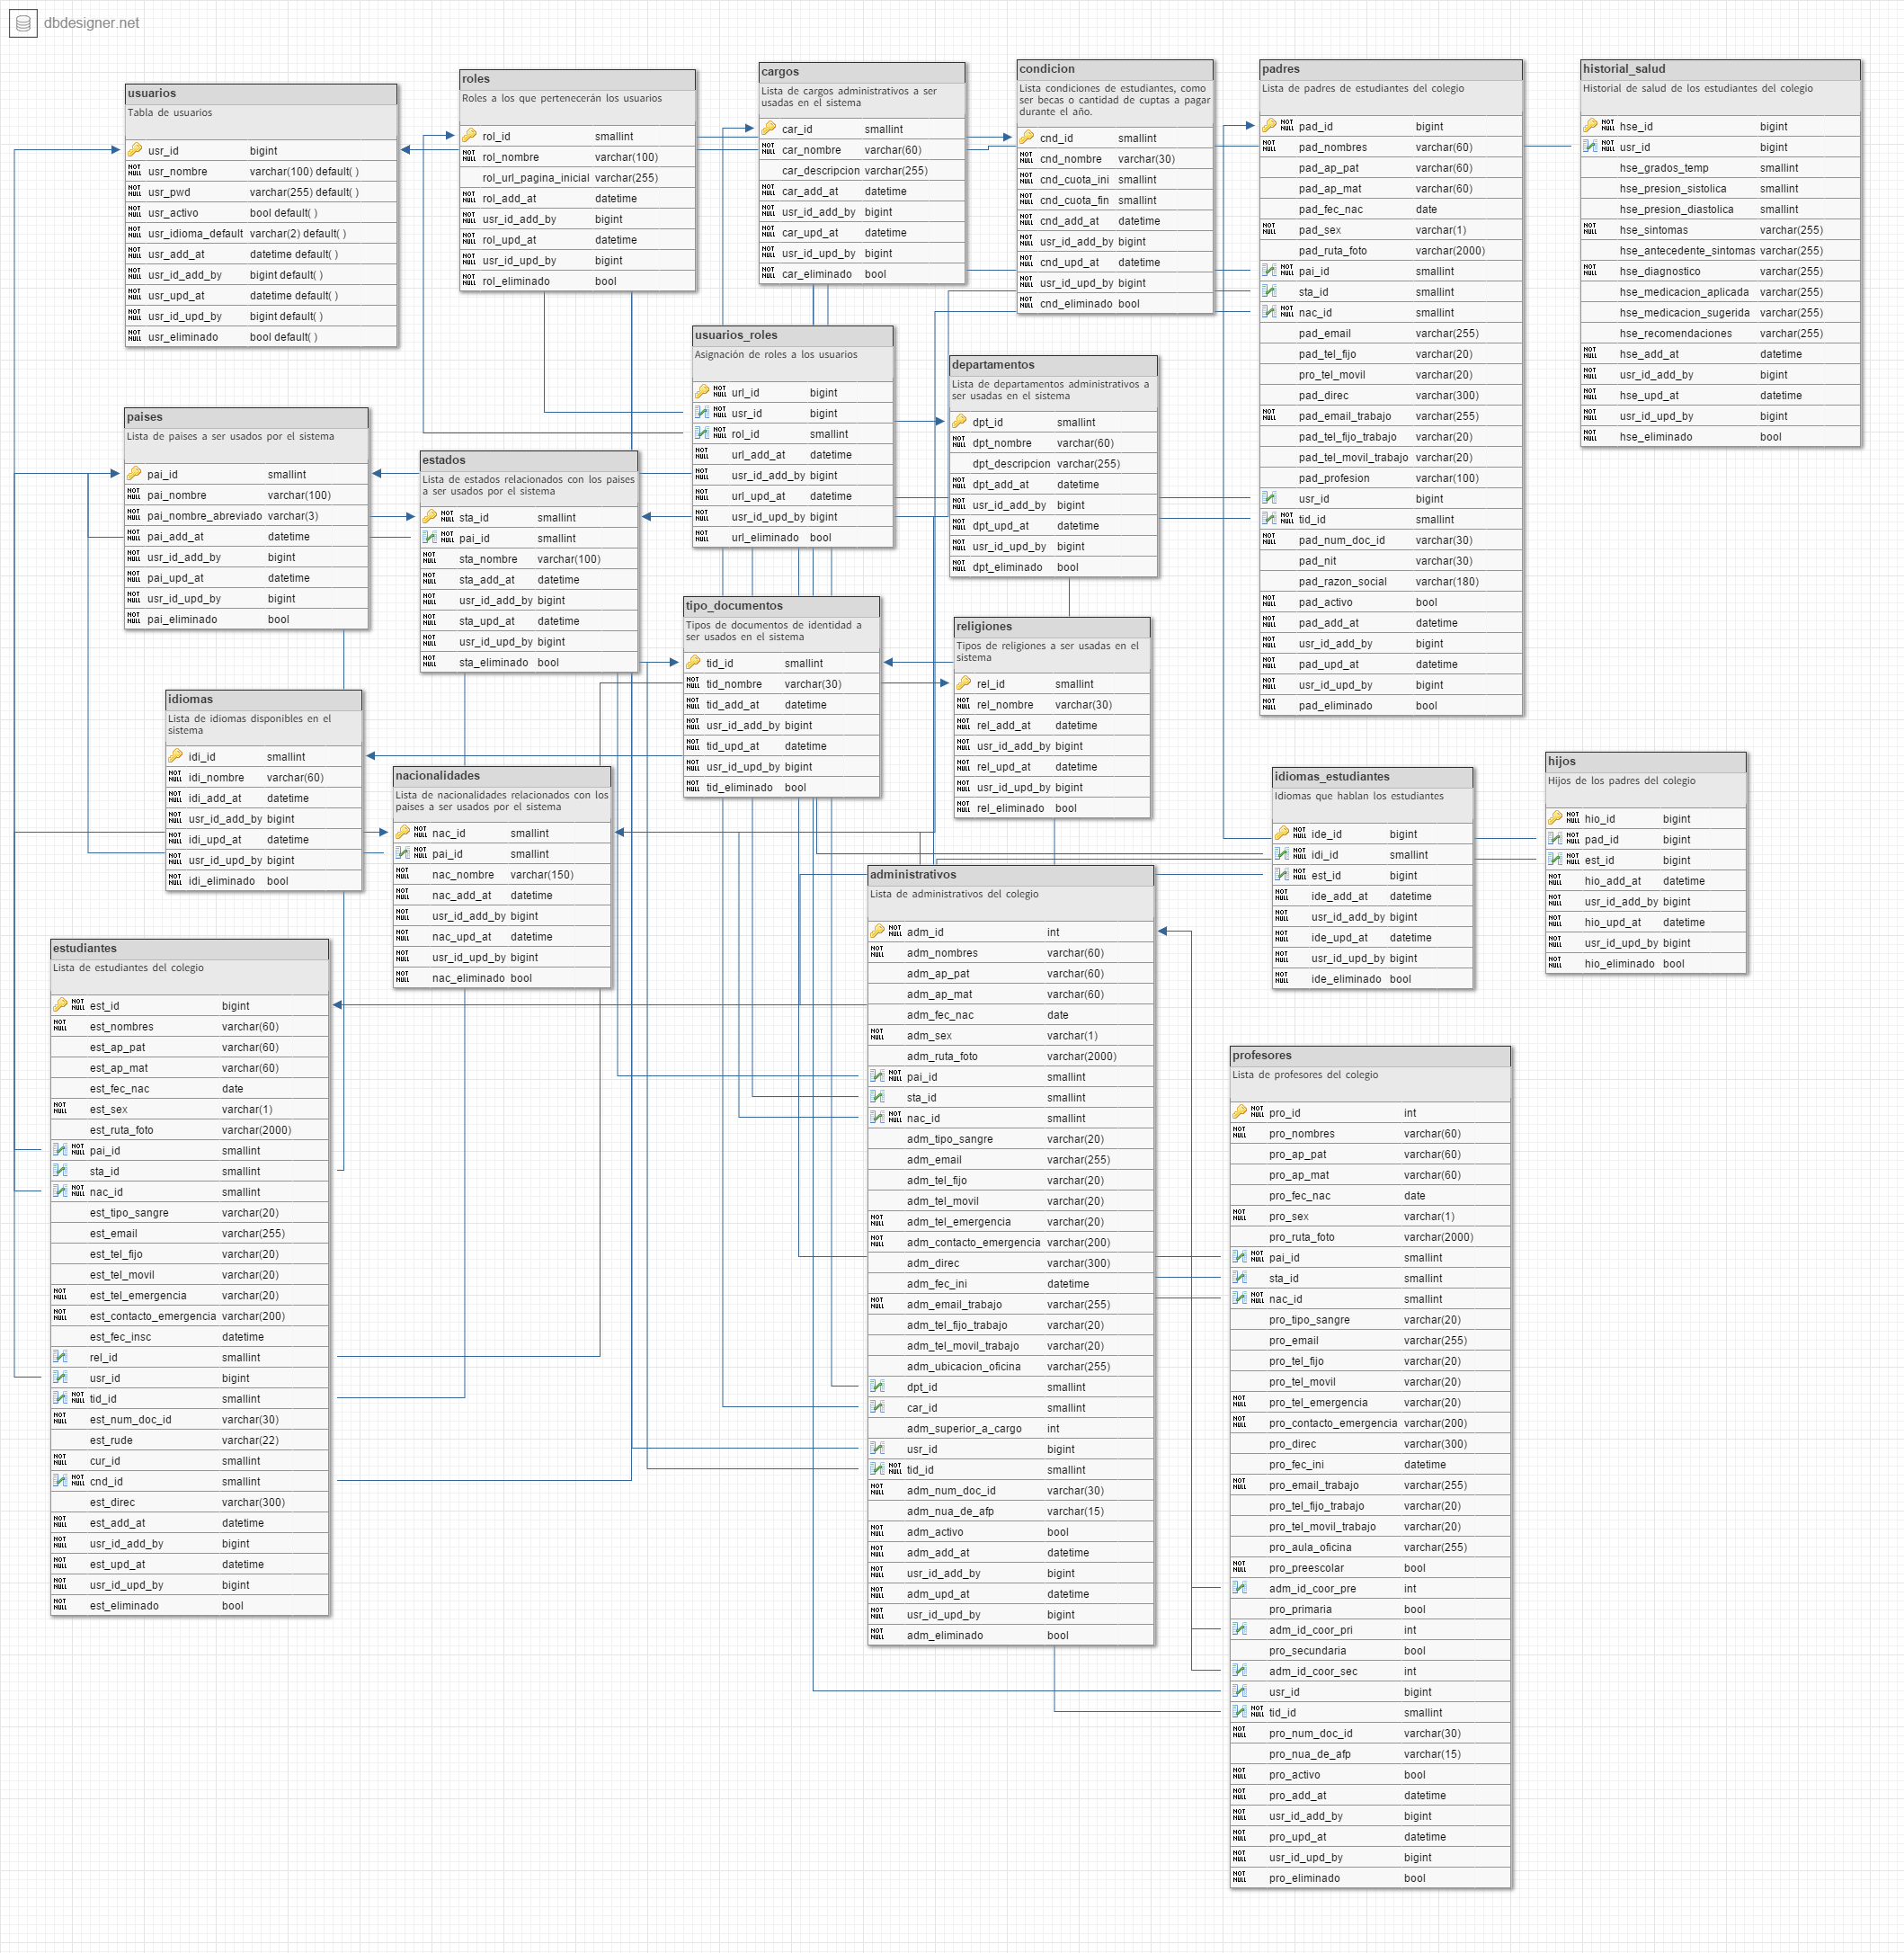 dbdesigner.net
usuarios
Tabla de usuarios
usr_id bigint
NOT NULL usr_nombre varchar(100) default( )
NOT NULL usr_pwd varchar(255) default( )
NOT NULL usr_activo bool default( )
NOT NULL usr_idioma_default varchar(2) default( )
NOT NULL usr_add_at datetime default( )
NOT NULL usr_id_add_by bigint default( )
NOT NULL usr_upd_at datetime default( )
NOT NULL usr_id_upd_by bigint default( )
NOT NULL usr_eliminado bool default( )
roles
Roles a los que pertenecerán los usuarios
rol_id smallint
NOT NULL rol_nombre varchar(100)
rol_url_pagina_inicial varchar(255)
NOT NULL rol_add_at datetime
NOT NULL usr_id_add_by bigint
NOT NULL rol_upd_at datetime
NOT NULL usr_id_upd_by bigint
NOT NULL rol_eliminado bool
cargos
Lista de cargos administrativos a ser
usadas en el sistema
car_id smallint
NOT NULL car_nombre varchar(60)
car_descripcion varchar(255)
NOT NULL car_add_at datetime
NOT NULL usr_id_add_by bigint
NOT NULL car_upd_at datetime
NOT NULL usr_id_upd_by bigint
NOT NULL car_eliminado bool
condicion
Lista condiciones de estudiantes, como
ser becas o cantidad de cuptas a pagar
durante el año.
cnd_id smallint
NOT NULL cnd_nombre varchar(30)
NOT NULL cnd_cuota_ini smallint
NOT NULL cnd_cuota_fin smallint
NOT NULL cnd_add_at datetime
NOT NULL usr_id_add_by bigint
NOT NULL cnd_upd_at datetime
NOT NULL usr_id_upd_by bigint
NOT NULL cnd_eliminado bool
padres
Lista de padres de estudiantes del colegio
NOT NULL pad_id bigint
NOT NULL pad_nombres varchar(60)
pad_ap_pat varchar(60)
pad_ap_mat varchar(60)
pad_fec_nac date
NOT NULL pad_sex varchar(1)
pad_ruta_foto varchar(2000)
NOT NULL pai_id smallint
sta_id smallint
NOT NULL nac_id smallint
pad_email varchar(255)
pad_tel_fijo varchar(20)
pro_tel_movil varchar(20)
pad_direc varchar(300)
NOT NULL pad_email_trabajo varchar(255)
pad_tel_fijo_trabajo varchar(20)
pad_tel_movil_trabajo varchar(20)
pad_profesion varchar(100)
usr_id bigint
NOT NULL tid_id smallint
NOT NULL pad_num_doc_id varchar(30)
pad_nit varchar(30)
pad_razon_social varchar(180)
NOT NULL pad_activo bool
NOT NULL pad_add_at datetime
NOT NULL usr_id_add_by bigint
NOT NULL pad_upd_at datetime
NOT NULL usr_id_upd_by bigint
NOT NULL pad_eliminado bool
historial_salud
Historial de salud de los estudiantes del colegio
NOT NULL hse_id bigint
NOT NULL usr_id bigint
hse_grados_temp smallint
hse_presion_sistolica smallint
hse_presion_diastolica smallint
NOT NULL hse_sintomas varchar(255)
hse_antecedente_sintomas varchar(255)
NOT NULL hse_diagnostico varchar(255)
hse_medicacion_aplicada varchar(255)
hse_medicacion_sugerida varchar(255)
hse_recomendaciones varchar(255)
NOT NULL hse_add_at datetime
NOT NULL usr_id_add_by bigint
NOT NULL hse_upd_at datetime
NOT NULL usr_id_upd_by bigint
NOT NULL hse_eliminado bool
usuarios_roles
Asignación de roles a los usuarios
NOT NULL url_id bigint
NOT NULL usr_id bigint
NOT NULL rol_id smallint
NOT NULL url_add_at datetime
NOT NULL usr_id_add_by bigint
NOT NULL url_upd_at datetime
NOT NULL usr_id_upd_by bigint
NOT NULL url_eliminado bool
departamentos
Lista de departamentos administrativos a
ser usadas en el sistema
dpt_id smallint
NOT NULL dpt_nombre varchar(60)
dpt_descripcion varchar(255)
NOT NULL dpt_add_at datetime
NOT NULL usr_id_add_by bigint
NOT NULL dpt_upd_at datetime
NOT NULL usr_id_upd_by bigint
NOT NULL dpt_eliminado bool
paises
Lista de paises a ser usados por el sistema
pai_id smallint
NOT NULL pai_nombre varchar(100)
NOT NULL pai_nombre_abreviado varchar(3)
NOT NULL pai_add_at datetime
NOT NULL usr_id_add_by bigint
NOT NULL pai_upd_at datetime
NOT NULL usr_id_upd_by bigint
NOT NULL pai_eliminado bool
estados
Lista de estados relacionados con los paises
a ser usados por el sistema
NOT NULL sta_id smallint
NOT NULL pai_id smallint
NOT NULL sta_nombre varchar(100)
NOT NULL sta_add_at datetime
NOT NULL usr_id_add_by bigint
NOT NULL sta_upd_at datetime
NOT NULL usr_id_upd_by bigint
NOT NULL sta_eliminado bool
tipo_documentos
Tipos de documentos de identidad a
ser usados en el sistema
tid_id smallint
NOT NULL tid_nombre varchar(30)
NOT NULL tid_add_at datetime
NOT NULL usr_id_add_by bigint
NOT NULL tid_upd_at datetime
NOT NULL usr_id_upd_by bigint
NOT NULL tid_eliminado bool
religiones
Tipos de religiones a ser usadas en el
sistema
rel_id smallint
NOT NULL rel_nombre varchar(30)
NOT NULL rel_add_at datetime
NOT NULL usr_id_add_by bigint
NOT NULL rel_upd_at datetime
NOT NULL usr_id_upd_by bigint
NOT NULL rel_eliminado bool
idiomas
Lista de idiomas disponibles en el
sistema
idi_id smallint
NOT NULL idi_nombre varchar(60)
NOT NULL idi_add_at datetime
NOT NULL usr_id_add_by bigint
NOT NULL idi_upd_at datetime
NOT NULL usr_id_upd_by bigint
NOT NULL idi_eliminado bool
nacionalidades
Lista de nacionalidades relacionados con los
paises a ser usados por el sistema
NOT NULL nac_id smallint
NOT NULL pai_id smallint
NOT NULL nac_nombre varchar(150)
NOT NULL nac_add_at datetime
NOT NULL usr_id_add_by bigint
NOT NULL nac_upd_at datetime
NOT NULL usr_id_upd_by bigint
NOT NULL nac_eliminado bool
idiomas_estudiantes
Idiomas que hablan los estudiantes
NOT NULL ide_id bigint
NOT NULL idi_id smallint
NOT NULL est_id bigint
NOT NULL ide_add_at datetime
NOT NULL usr_id_add_by bigint
NOT NULL ide_upd_at datetime
NOT NULL usr_id_upd_by bigint
NOT NULL ide_eliminado bool
hijos
Hijos de los padres del colegio
NOT NULL hio_id bigint
NOT NULL pad_id bigint
NOT NULL est_id bigint
NOT NULL hio_add_at datetime
NOT NULL usr_id_add_by bigint
NOT NULL hio_upd_at datetime
NOT NULL usr_id_upd_by bigint
NOT NULL hio_eliminado bool
estudiantes
Lista de estudiantes del colegio
NOT NULL est_id bigint
NOT NULL est_nombres varchar(60)
est_ap_pat varchar(60)
est_ap_mat varchar(60)
est_fec_nac date
NOT NULL est_sex varchar(1)
est_ruta_foto varchar(2000)
NOT NULL pai_id smallint
sta_id smallint
NOT NULL nac_id smallint
est_tipo_sangre varchar(20)
est_email varchar(255)
est_tel_fijo varchar(20)
est_tel_movil varchar(20)
NOT NULL est_tel_emergencia varchar(20)
NOT NULL est_contacto_emergencia varchar(200)
est_fec_insc datetime
rel_id smallint
usr_id bigint
NOT NULL tid_id smallint
NOT NULL est_num_doc_id varchar(30)
est_rude varchar(22)
NOT NULL cur_id smallint
NOT NULL cnd_id smallint
est_direc varchar(300)
NOT NULL est_add_at datetime
NOT NULL usr_id_add_by bigint
NOT NULL est_upd_at datetime
NOT NULL usr_id_upd_by bigint
NOT NULL est_eliminado bool
administrativos
Lista de administrativos del colegio
NOT NULL adm_id int
NOT NULL adm_nombres varchar(60)
adm_ap_pat varchar(60)
adm_ap_mat varchar(60)
adm_fec_nac date
NOT NULL adm_sex varchar(1)
adm_ruta_foto varchar(2000)
NOT NULL pai_id smallint
sta_id smallint
NOT NULL nac_id smallint
adm_tipo_sangre varchar(20)
adm_email varchar(255)
adm_tel_fijo varchar(20)
adm_tel_movil varchar(20)
NOT NULL adm_tel_emergencia varchar(20)
NOT NULL adm_contacto_emergencia varchar(200)
adm_direc varchar(300)
adm_fec_ini datetime
NOT NULL adm_email_trabajo varchar(255)
adm_tel_fijo_trabajo varchar(20)
adm_tel_movil_trabajo varchar(20)
adm_ubicacion_oficina varchar(255)
dpt_id smallint
car_id smallint
adm_superior_a_cargo int
usr_id bigint
NOT NULL tid_id smallint
NOT NULL adm_num_doc_id varchar(30)
adm_nua_de_afp varchar(15)
NOT NULL adm_activo bool
NOT NULL adm_add_at datetime
NOT NULL usr_id_add_by bigint
NOT NULL adm_upd_at datetime
NOT NULL usr_id_upd_by bigint
NOT NULL adm_eliminado bool
profesores
Lista de profesores del colegio
NOT NULL pro_id int
NOT NULL pro_nombres varchar(60)
pro_ap_pat varchar(60)
pro_ap_mat varchar(60)
pro_fec_nac date
NOT NULL pro_sex varchar(1)
pro_ruta_foto varchar(2000)
NOT NULL pai_id smallint
sta_id smallint
NOT NULL nac_id smallint
pro_tipo_sangre varchar(20)
pro_email varchar(255)
pro_tel_fijo varchar(20)
pro_tel_movil varchar(20)
NOT NULL pro_tel_emergencia varchar(20)
NOT NULL pro_contacto_emergencia varchar(200)
pro_direc varchar(300)
pro_fec_ini datetime
NOT NULL pro_email_trabajo varchar(255)
pro_tel_fijo_trabajo varchar(20)
pro_tel_movil_trabajo varchar(20)
pro_aula_oficina varchar(255)
NOT NULL pro_preescolar bool
adm_id_coor_pre int
pro_primaria bool
adm_id_coor_pri int
pro_secundaria bool
adm_id_coor_sec int
usr_id bigint
NOT NULL tid_id smallint
NOT NULL pro_num_doc_id varchar(30)
pro_nua_de_afp varchar(15)
NOT NULL pro_activo bool
NOT NULL pro_add_at datetime
NOT NULL usr_id_add_by bigint
NOT NULL pro_upd_at datetime
NOT NULL usr_id_upd_by bigint
NOT NULL pro_eliminado bool